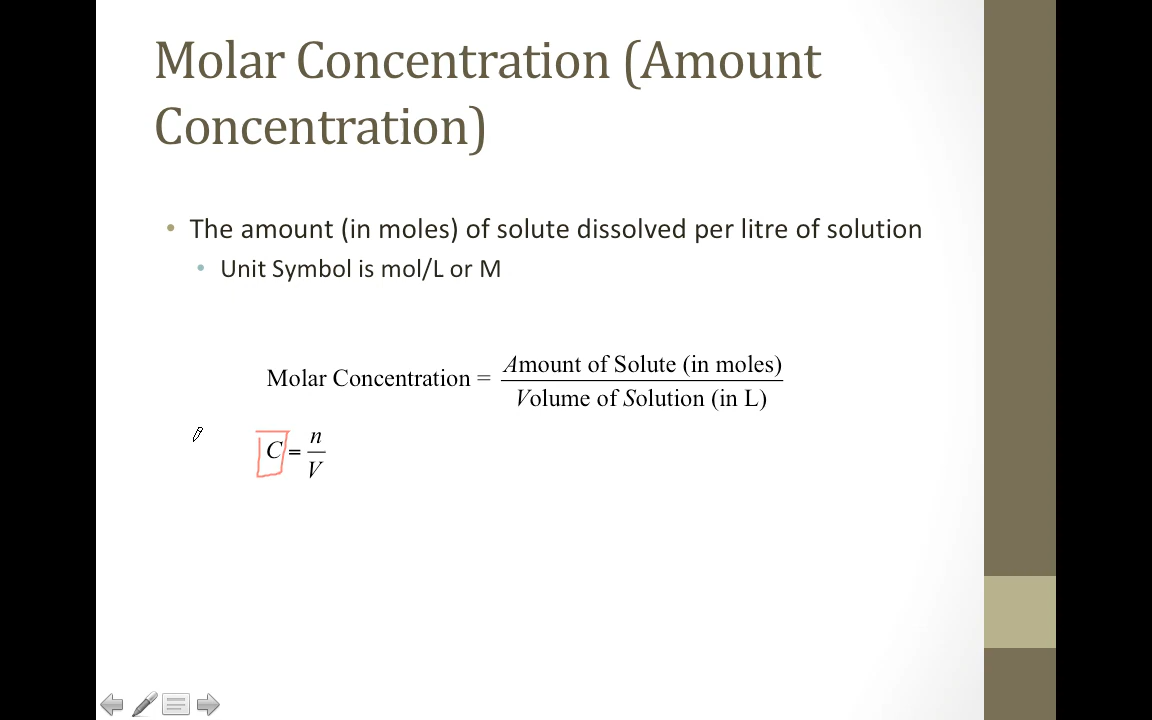 Molar Concentration (Amount
Concentration)
• The amount (in moles) of solute dissolved per litre of solution
• Unit Symbol is mol/L or M
Molar Concentration = Amount of Solute (in moles) / Volume of Solution (in L)
C = n / V